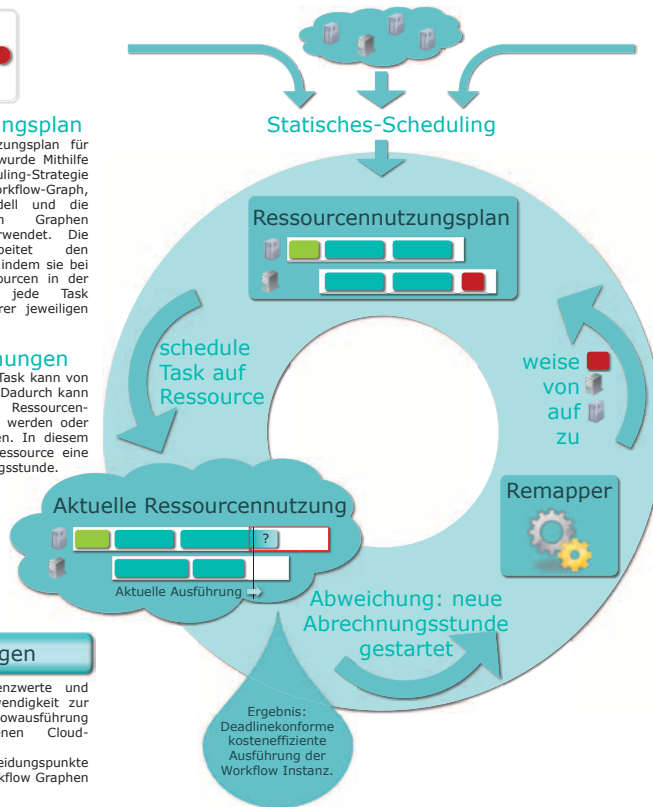 ngsplan
zungsplan für
wurde Mithilfe
uling-Strategie
orkflow-Graph,
dell und die
n Graphen
rwendet. Die
beitet den
indem sie bei
ourcen in der
jede Task
rer jeweiligen
nungen
Task kann von
Dadurch kann
Ressourcen-
werden oder
en. In diesem
essource eine
gsstunde.
gen
enzwerte und
wendigkeit zur
owausführung
enen Cloud-
eidungspunkte
kflow Graphen
Statisches-Scheduling
Ressourcennutzungsplan
schedule
Task auf
Ressource
weise
von
auf
zu
Remapper
Aktuelle Ressourcennutzung
?
Aktuelle Ausführung
Abweichung: neue
Abrechnungsstunde
gestartet
Ergebnis:
Deadlinekonforme
kosteneffiziente
Ausführung der
Workflow Instanz.